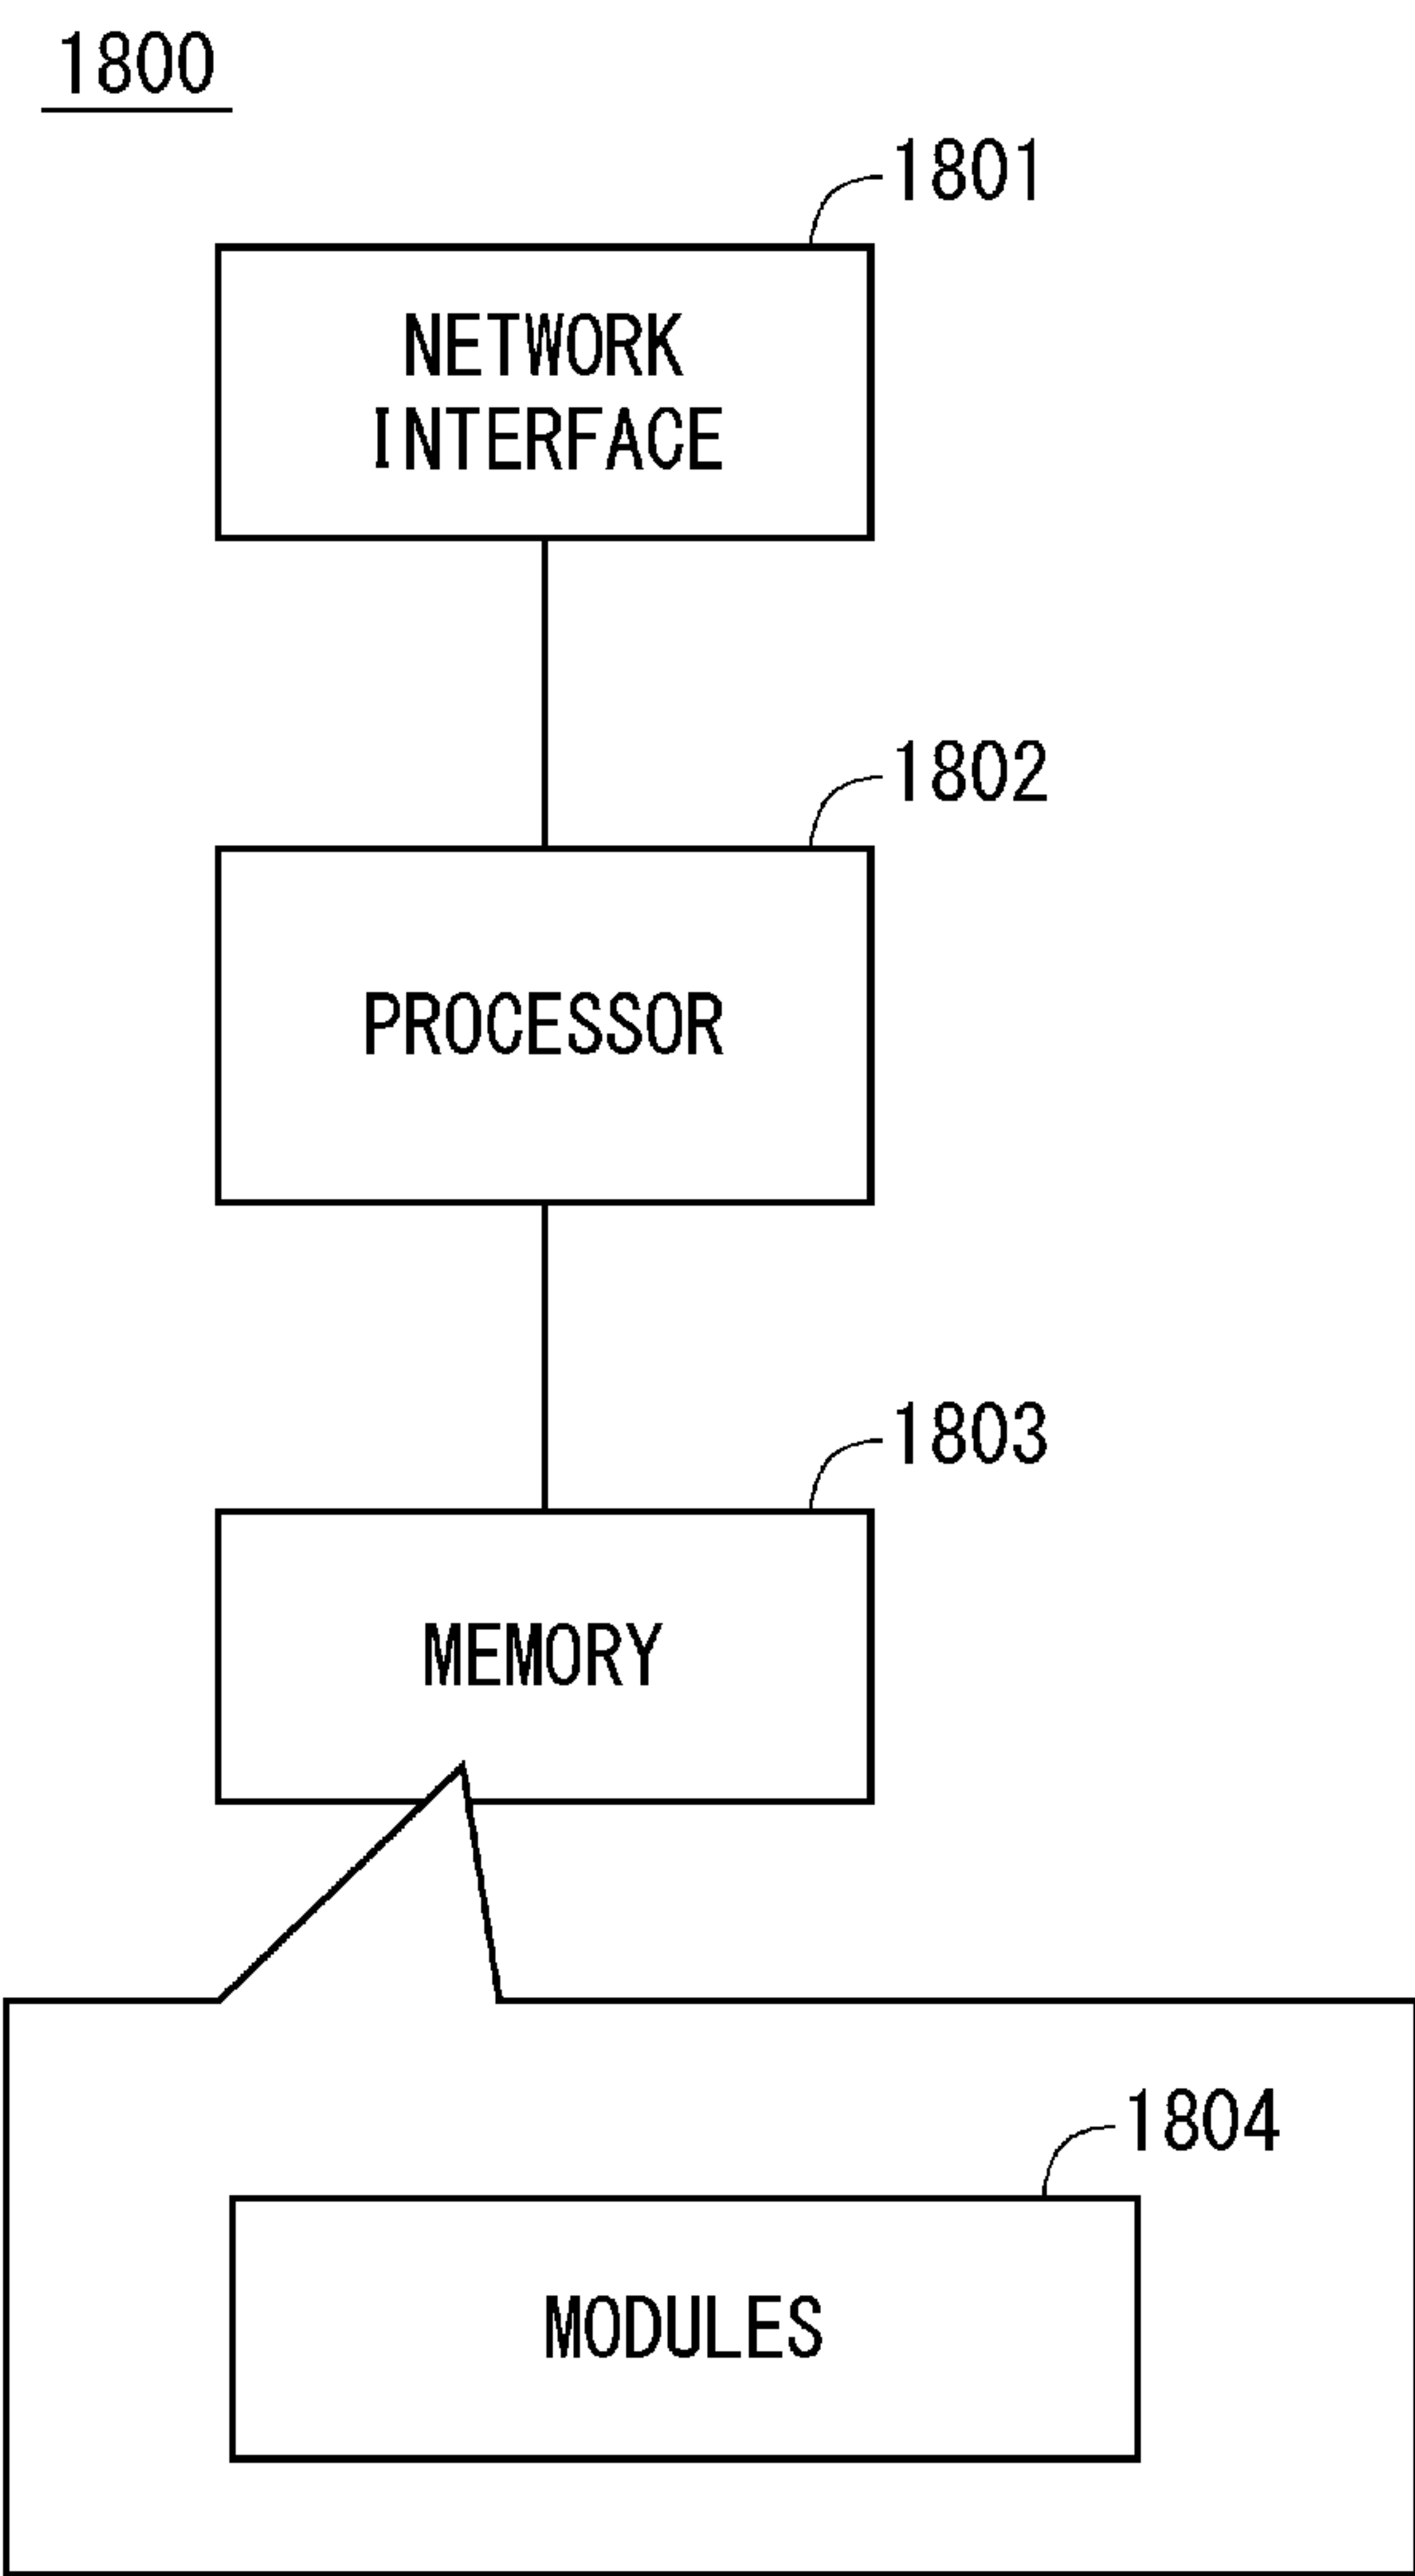 1800
1801
NETWORK
INTERFACE
1802
PROCESSOR
1803
MEMORY
1804
MODULES